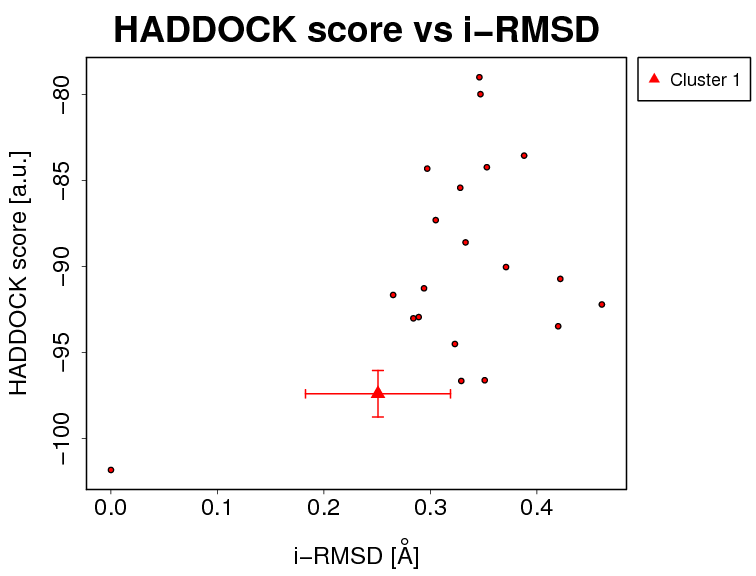 HADDOCK score vs i−RMSD
Cluster 1
HADDOCK score [a.u.]
−80
−85
−90
−95
−100
0.0 0.1 0.2 0.3 0.4
i−RMSD [Å]